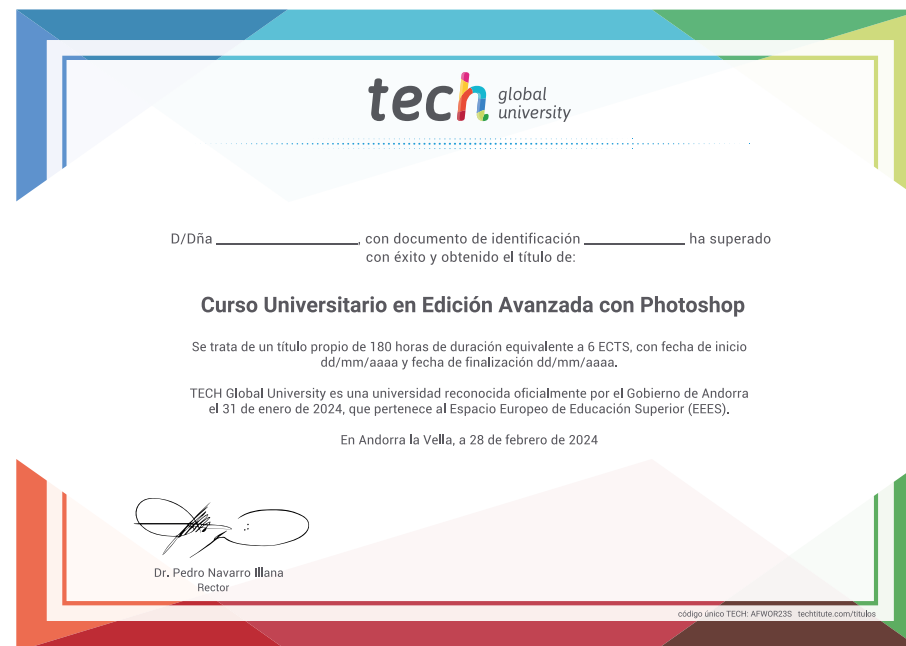 tech global university
D/Dña ____________________, con documento de identificación ______________ ha superado
con éxito y obtenido el título de:
Curso Universitario en Edición Avanzada con Photoshop
Se trata de un título propio de 180 horas de duración equivalente a 6 ECTS, con fecha de inicio
dd/mm/aaaa y fecha de finalización dd/mm/aaaa.
TECH Global University es una universidad reconocida oficialmente por el Gobierno de Andorra
el 31 de enero de 2024, que pertenece al Espacio Europeo de Educación Superior (EEES).
En Andorra la Vella, a 28 de febrero de 2024
Dr. Pedro Navarro Illana
Rector
código único TECH: AFWOR23S techtitute.com/titulos